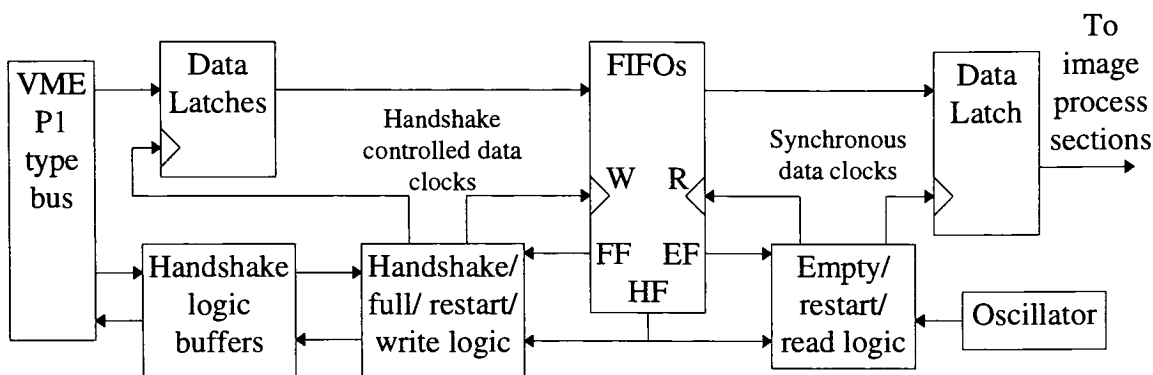 VME
P1
type
bus
Data
Latches
Handshake
controlled data
clocks
FIFOs
W
R
FF
EF
HF
Synchronous
data clocks
Data
Latch
To
image
process
sections
Handshake
logic
buffers
Handshake/
full/ restart/
write logic
Empty/
restart/
read logic
Oscillator